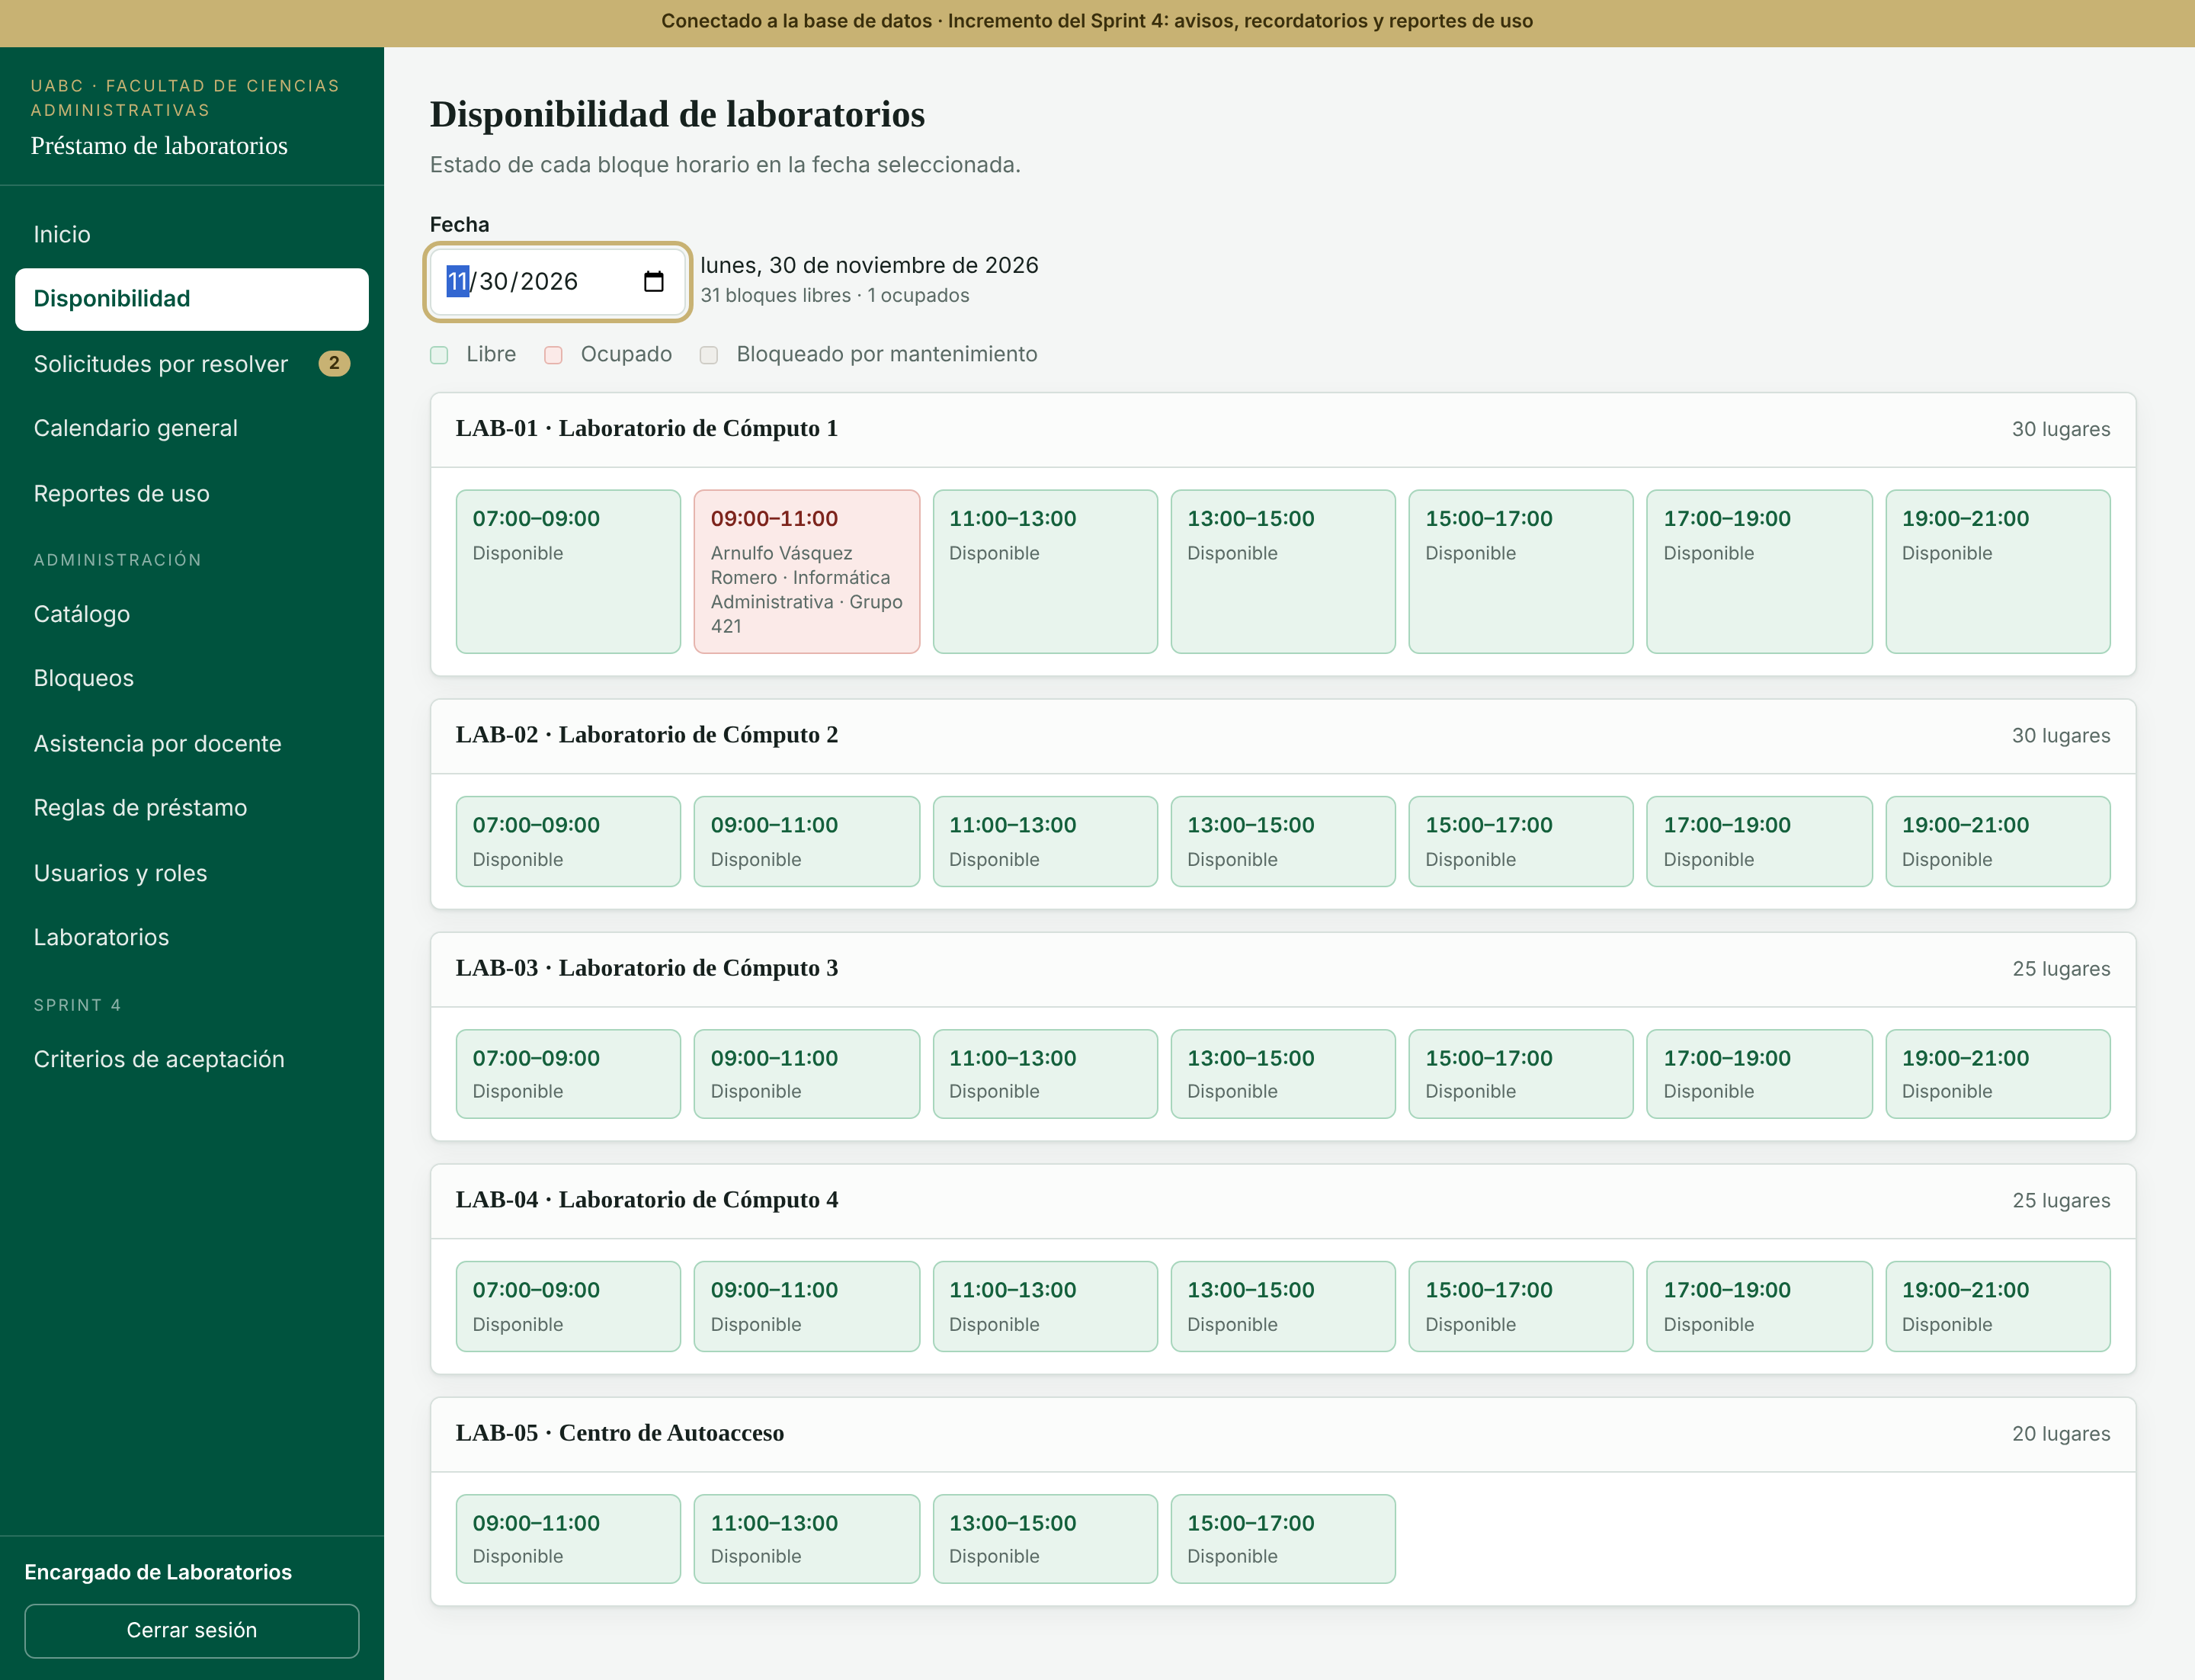 Conectado a la base de datos · Incremento del Sprint 4: avisos, recordatorios y reportes de uso
UABC · FACULTAD DE CIENCIAS
ADMINISTRATIVAS
Préstamo de laboratorios
Inicio
Disponibilidad
Solicitudes por resolver 2
Calendario general
Reportes de uso
ADMINISTRACIÓN
Catálogo
Bloqueos
Asistencia por docente
Reglas de préstamo
Usuarios y roles
Laboratorios
SPRINT 4
Criterios de aceptación
Encargado de Laboratorios
Cerrar sesión
Disponibilidad de laboratorios
Estado de cada bloque horario en la fecha seleccionada.
Fecha
11/30/2026
lunes, 30 de noviembre de 2026
31 bloques libres · 1 ocupados
Libre Ocupado Bloqueado por mantenimiento
LAB-01 · Laboratorio de Cómputo 1 30 lugares
07:00–09:00
Disponible
09:00–11:00
Arnulfo Vásquez
Romero · Informática
Administrativa · Grupo
421
11:00–13:00
Disponible
13:00–15:00
Disponible
15:00–17:00
Disponible
17:00–19:00
Disponible
19:00–21:00
Disponible
LAB-02 · Laboratorio de Cómputo 2 30 lugares
07:00–09:00
Disponible
09:00–11:00
Disponible
11:00–13:00
Disponible
13:00–15:00
Disponible
15:00–17:00
Disponible
17:00–19:00
Disponible
19:00–21:00
Disponible
LAB-03 · Laboratorio de Cómputo 3 25 lugares
07:00–09:00
Disponible
09:00–11:00
Disponible
11:00–13:00
Disponible
13:00–15:00
Disponible
15:00–17:00
Disponible
17:00–19:00
Disponible
19:00–21:00
Disponible
LAB-04 · Laboratorio de Cómputo 4 25 lugares
07:00–09:00
Disponible
09:00–11:00
Disponible
11:00–13:00
Disponible
13:00–15:00
Disponible
15:00–17:00
Disponible
17:00–19:00
Disponible
19:00–21:00
Disponible
LAB-05 · Centro de Autoacceso 20 lugares
09:00–11:00
Disponible
11:00–13:00
Disponible
13:00–15:00
Disponible
15:00–17:00
Disponible